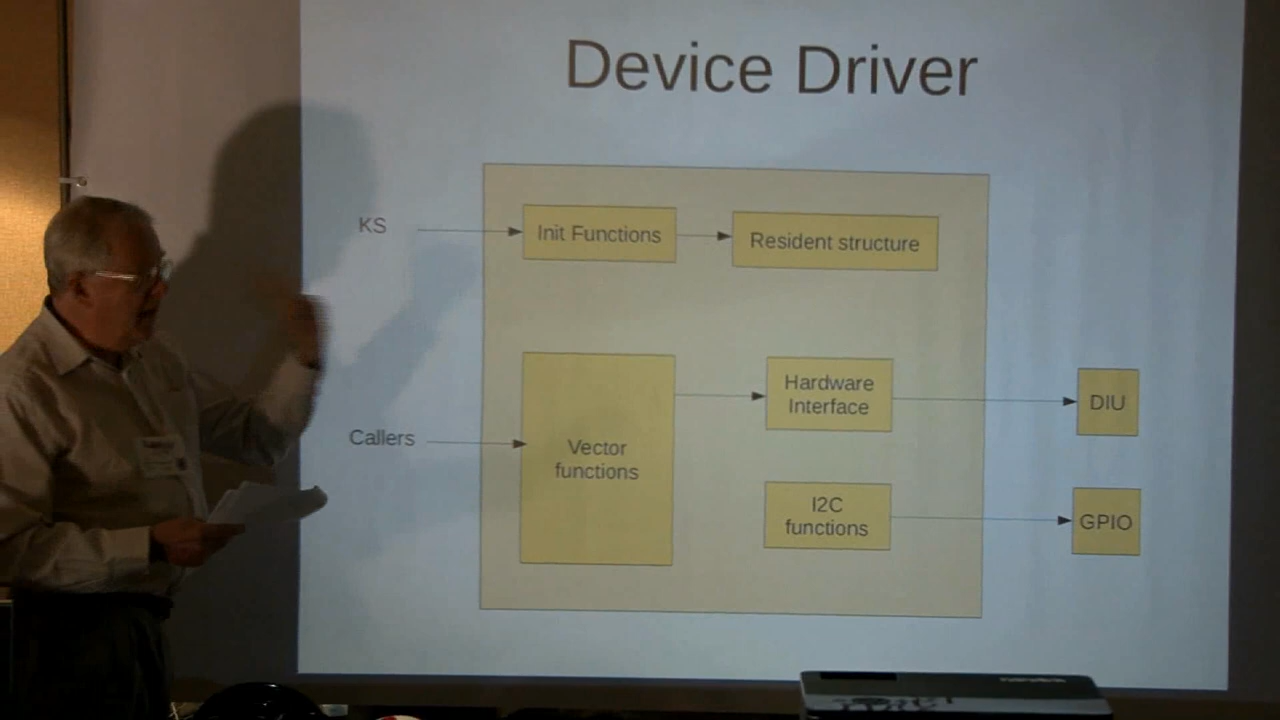 Device Driver
KS
Init Functions
Resident structure
Callers
Vector
functions
Hardware
Interface
DIU
I2C
functions
GPIO